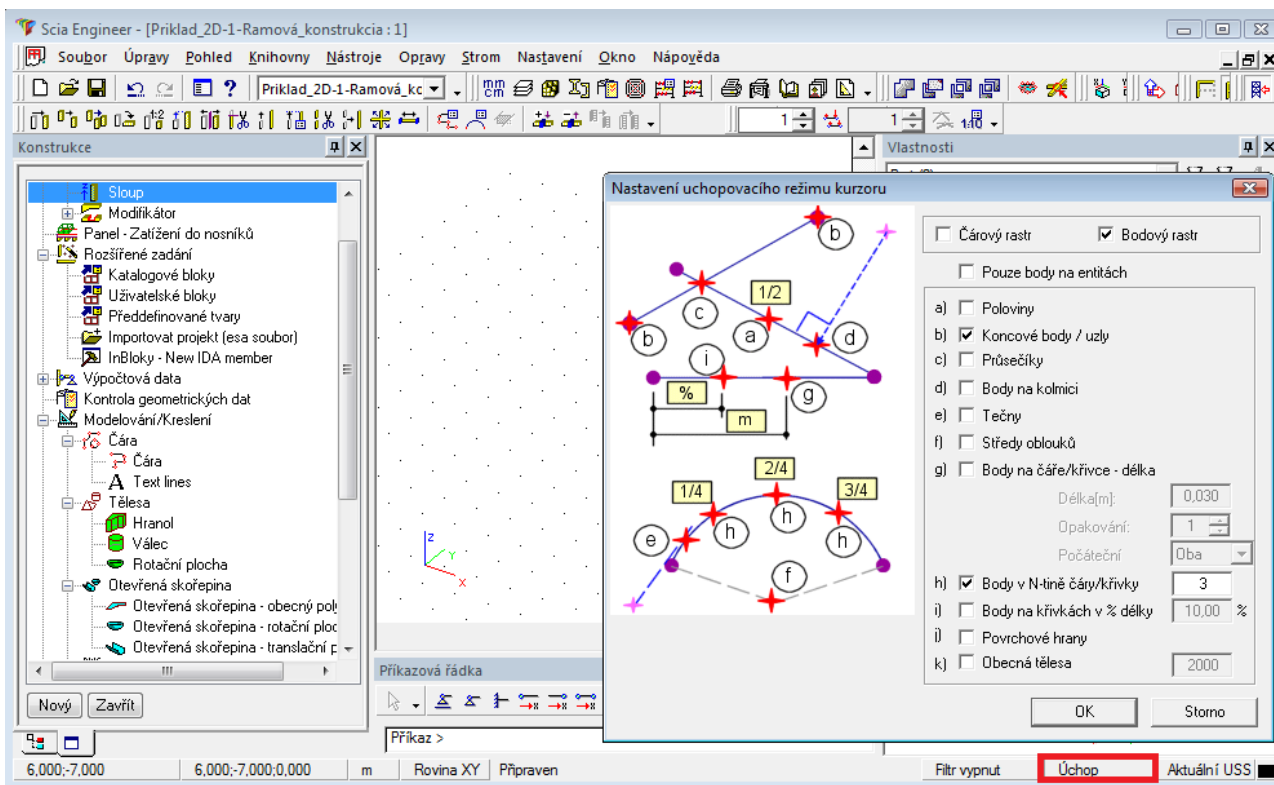 Scia Engineer - [Priklad_2D-1-Ramová_konstrukcia : 1]
Soubor Úpravy Pohled Knihovny Nástroje Opravy Strom Nastavení Okno Nápověda
Priklad_2D-1-Ramová_kc
1 1
Konstrukce
Sloup
Modifikátor
Panel - Zatížení do nosníků
Rozšířené zadání
Katalogové bloky
Uživatelské bloky
Předdefinované tvary
Importovat projekt (esa soubor)
InBloky - New IDA member
Výpočtová data
Kontrola geometrických dat
Modelování/Kreslení
Čára
Čára
Text lines
Tělesa
Hranol
Válec
Rotační plocha
Otevřená skořepina
Otevřená skořepina - obecný poly
Otevřená skořepina - rotační ploc
Otevřená skořepina - translační p
Nový Zavřít
z
Y
x
Příkazová řádka
Příkaz >
Vlastnosti
Nastavení uchopovacího režimu kurzoru
b
1/2
c
a
b
d
i
%
g
m
2/4
1/4
3/4
h
h
h
e
f
Čárový rastr Bodový rastr
Pouze body na entitách
a) Poloviny
b) Koncové body / uzly
c) Průsečíky
d) Body na kolmici
e) Tečny
f) Středy oblouků
g) Body na čáře/křivce - délka
Délka[m]: 0,030
Opakování: 1
Počáteční Oba
h) Body v N-tině čáry/křivky 3
i) Body na křivkách v % délky 10,00 %
j) Povrchové hrany
k) Obecná tělesa 2000
OK Storno
6,000;-7,000 6,000;-7,000;0,000 m Rovina XY Připraven Filtr vypnut Úchop Aktuální USS